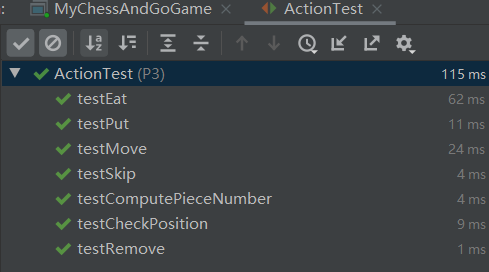 : MyChessAndGoGame × ActionTest ×
ActionTest (P3) 115 ms
testEat 62 ms
testPut 11 ms
testMove 24 ms
testSkip 4 ms
testComputePieceNumber 4 ms
testCheckPosition 9 ms
testRemove 1 ms